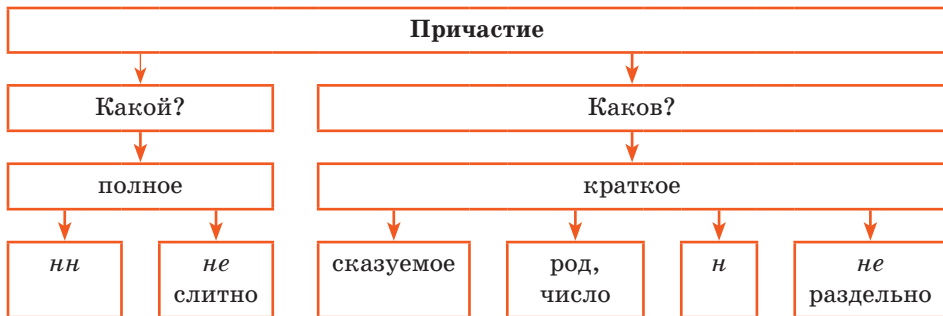 Причастие
Какой?
Каков?
полное
краткое
нн
не
слитно
сказуемое
род,
число
н
не
раздельно